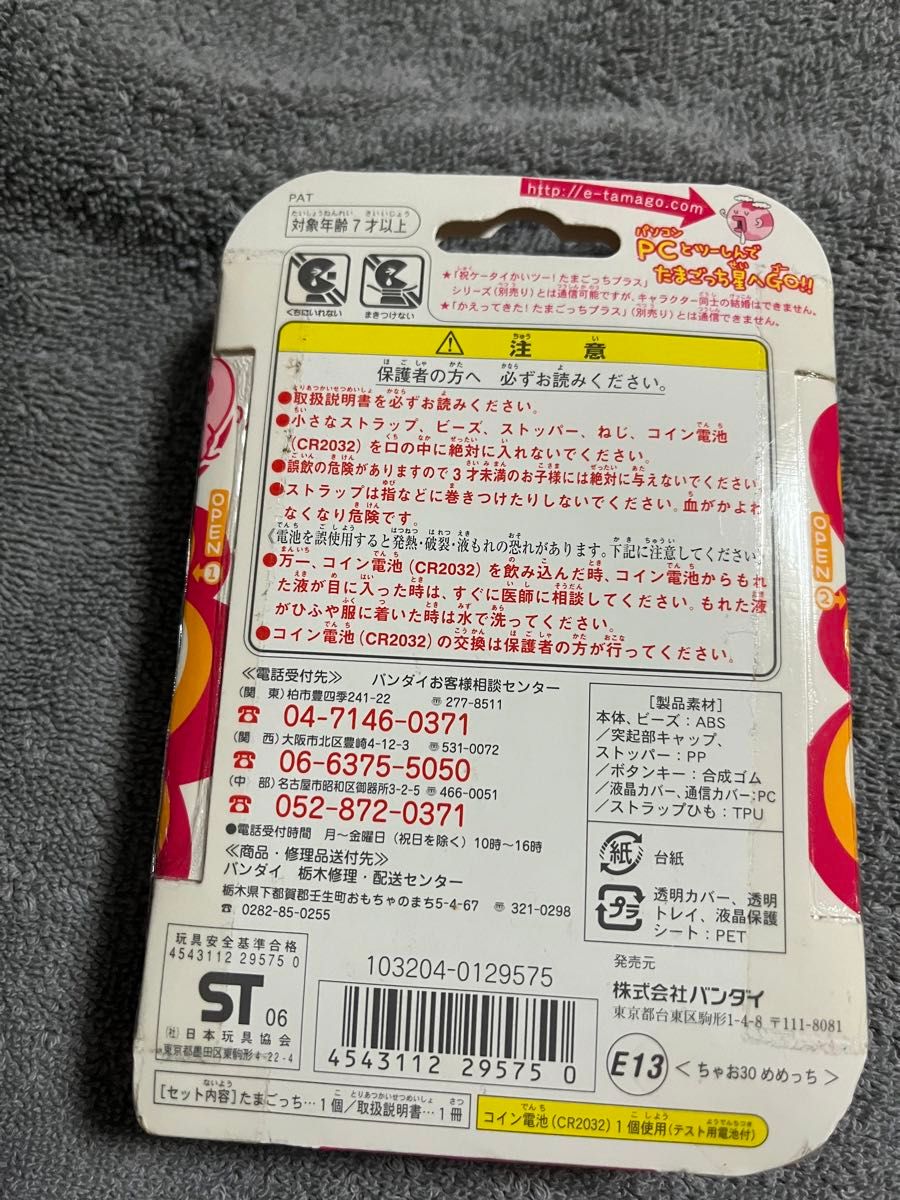 PAT
対象年齢7才以上
http://e-tamago.com
パソコン
PCとツーしんで
たまごっち星へGO!!
★「祝ケータイかいツー！たまごっちプラス」
シリーズ(別売り)とは通信可能ですが、キャラクター同士の結婚はできません。
★「かえってきた！たまごっちプラス」(別売り)とは通信できません。
くちにいれない
まきつけない
注意
保護者の方へ 必ずお読みください。
●取扱説明書を必ずお読みください。
●小さなストラップ、ビーズ、ストッパー、ねじ、コイン電池
(CR2032)を口の中に絶対に入れないでください。
●誤飲の危険がありますので3才未満のお子様には絶対に与えないでください
●ストラップは指などに巻きつけたりしないでください。血がかよわ
なくなり危険です。
《電池を誤使用すると発熱・破裂・液もれの恐れがあります。下記に注意してください
●万一、コイン電池(CR2032)を飲み込んだ時、コイン電池からもれ
た液が目に入った時は、すぐに医師に相談してください。もれた液
がひふや服に着いた時は水で洗ってください。
●コイン電池(CR2032)の交換は保護者の方が行ってください。
OPEN
1
OPEN
2
≪電話受付先≫ バンダイお客様相談センター
(関 東)柏市豊四季241-22 〠277-8511
☎ 04-7146-0371
(関 西)大阪市北区豊崎4-12-3 〠531-0072
☎ 06-6375-5050
(中 部)名古屋市昭和区御器所3-2-5 〠466-0051
☎ 052-872-0371
●電話受付時間 月～金曜日(祝日を除く)10時～16時
≪商品・修理品送付先≫
バンダイ 栃木修理・配送センター
栃木県下都賀郡壬生町おもちゃのまち5-4-67 〠321-0298
☎ 0282-85-0255
[製品素材]
本体、ビーズ：ABS
／突起部キャップ、
ストッパー：PP
／ボタンキー：合成ゴム
／液晶カバー、通信カバー:PC
／ストラップひも：TPU
紙 台紙
プラ
透明カバー、透明
トレイ、液晶保護
シート：PET
玩具安全基準合格
4543112 29575 0
ST 06
(社)日本玩具協会
東京都墨田区東駒形4-22-4
103204-0129575
4543112 295750
発売元
株式会社バンダイ
東京都台東区駒形1-4-8 〒111-8081
E13
＜ちゃお30 めめっち＞
[セット内容]たまごっち…1個／取扱説明書…1冊
コイン電池(CR2032)1個使用(テスト用電池付)